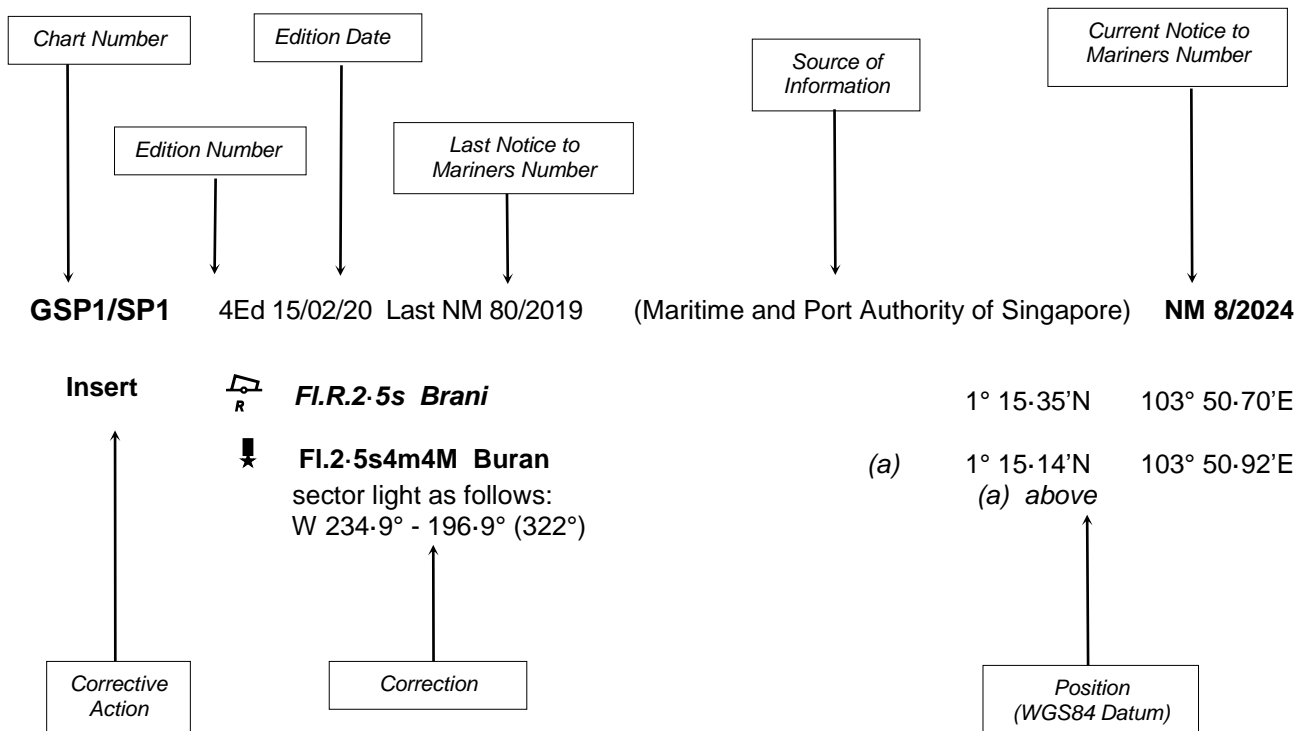 Chart Number
Edition Date
Source of
Information
Current Notice to
Mariners Number
Edition Number
Last Notice to
Mariners Number
GSP1/SP1 4Ed 15/02/20 Last NM 80/2019 (Maritime and Port Authority of Singapore) NM 8/2024
Insert R Fl.R.2·5s Brani 1° 15·35’N 103° 50·70’E
Fl.2·5s4m4M Buran (a) 1° 15·14’N 103° 50·92’E
sector light as follows: (a) above
W 234·9° - 196·9° (322°)
Corrective
Action
Correction
Position
(WGS84 Datum)